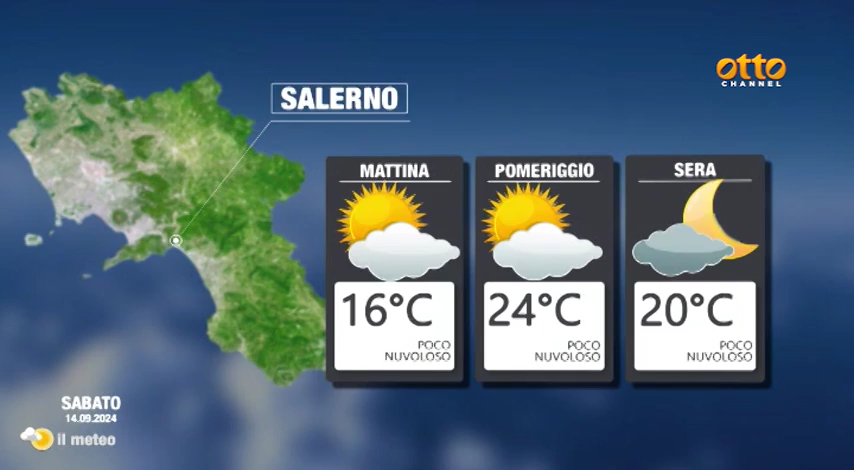 otto
CHANNEL
SALERNO
MATTINA
POMERIGGIO
SERA
16°C
24°C
20°C
POCO
NUVOLOSO
POCO
NUVOLOSO
POCO
NUVOLOSO
SABATO
14.09.2024
il meteo